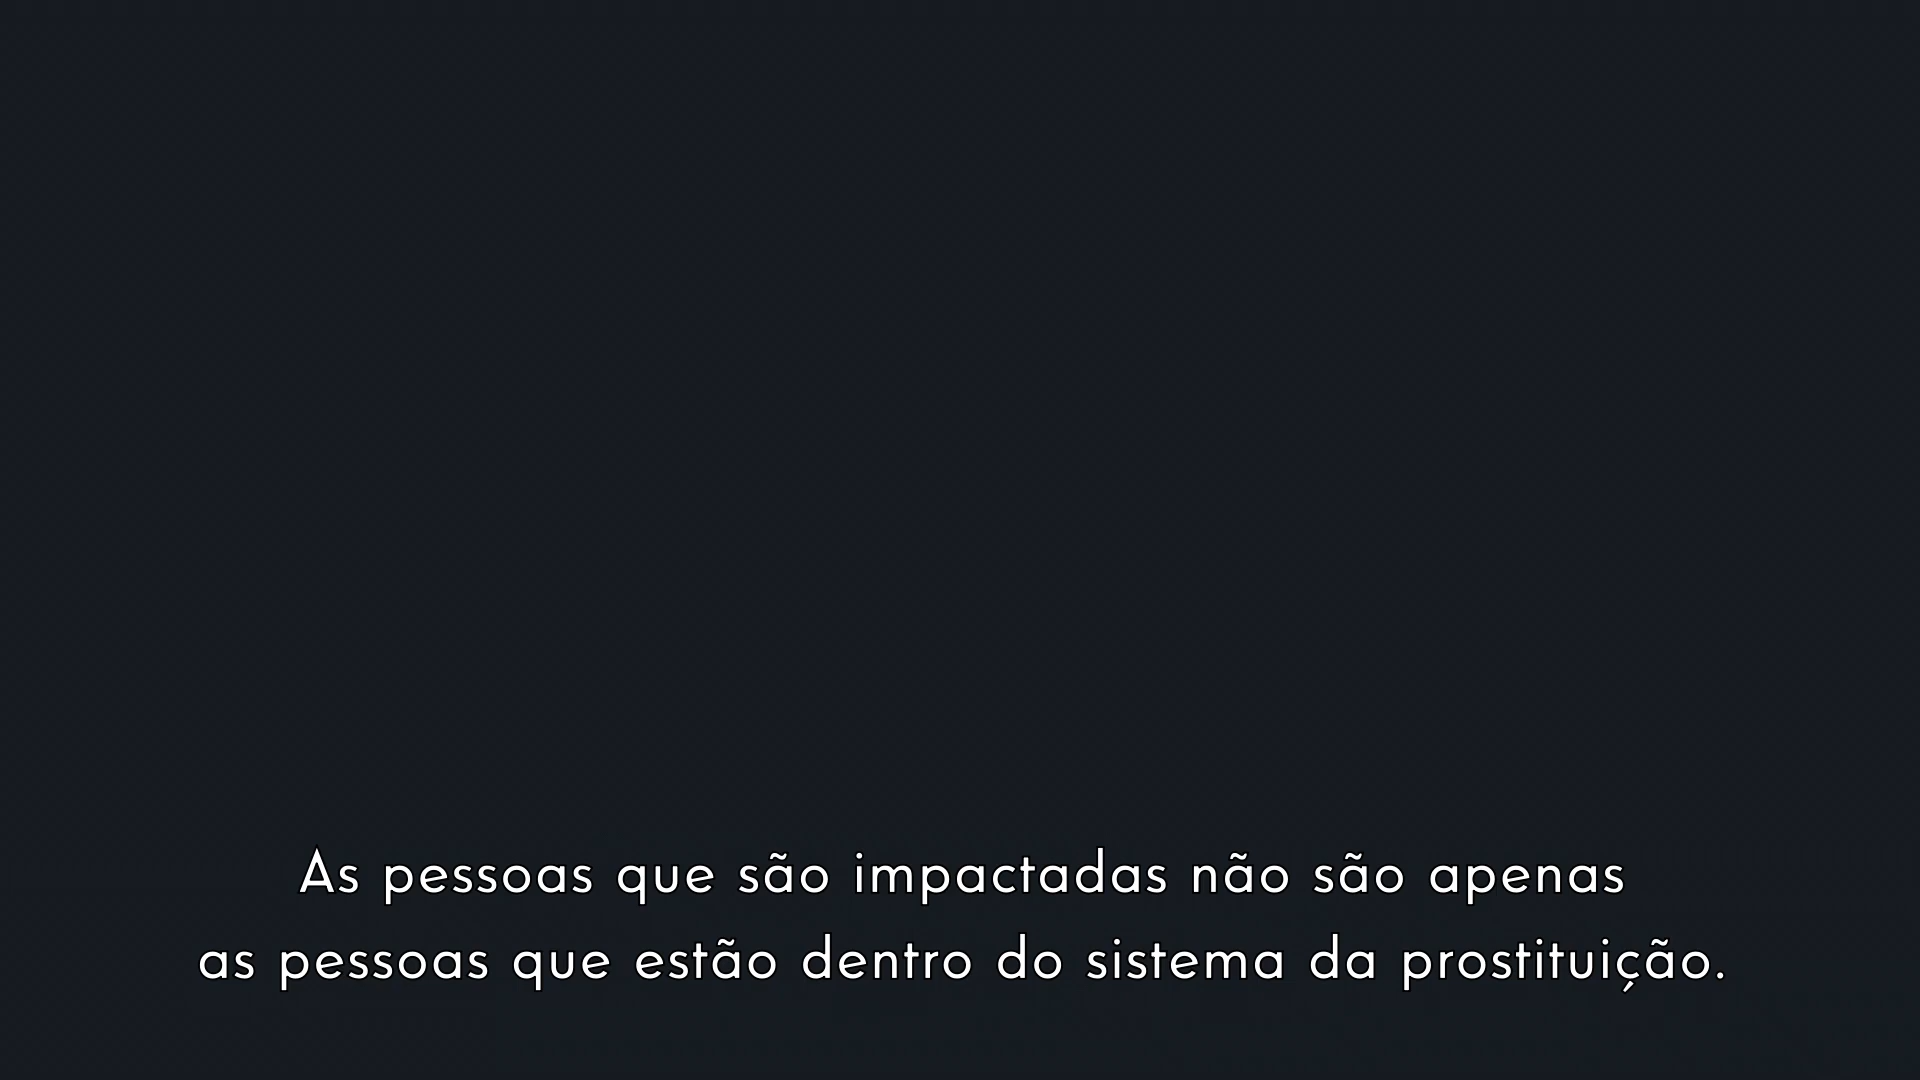 As pessoas que são impactadas não são apenas
as pessoas que estão dentro do sistema da prostituição.